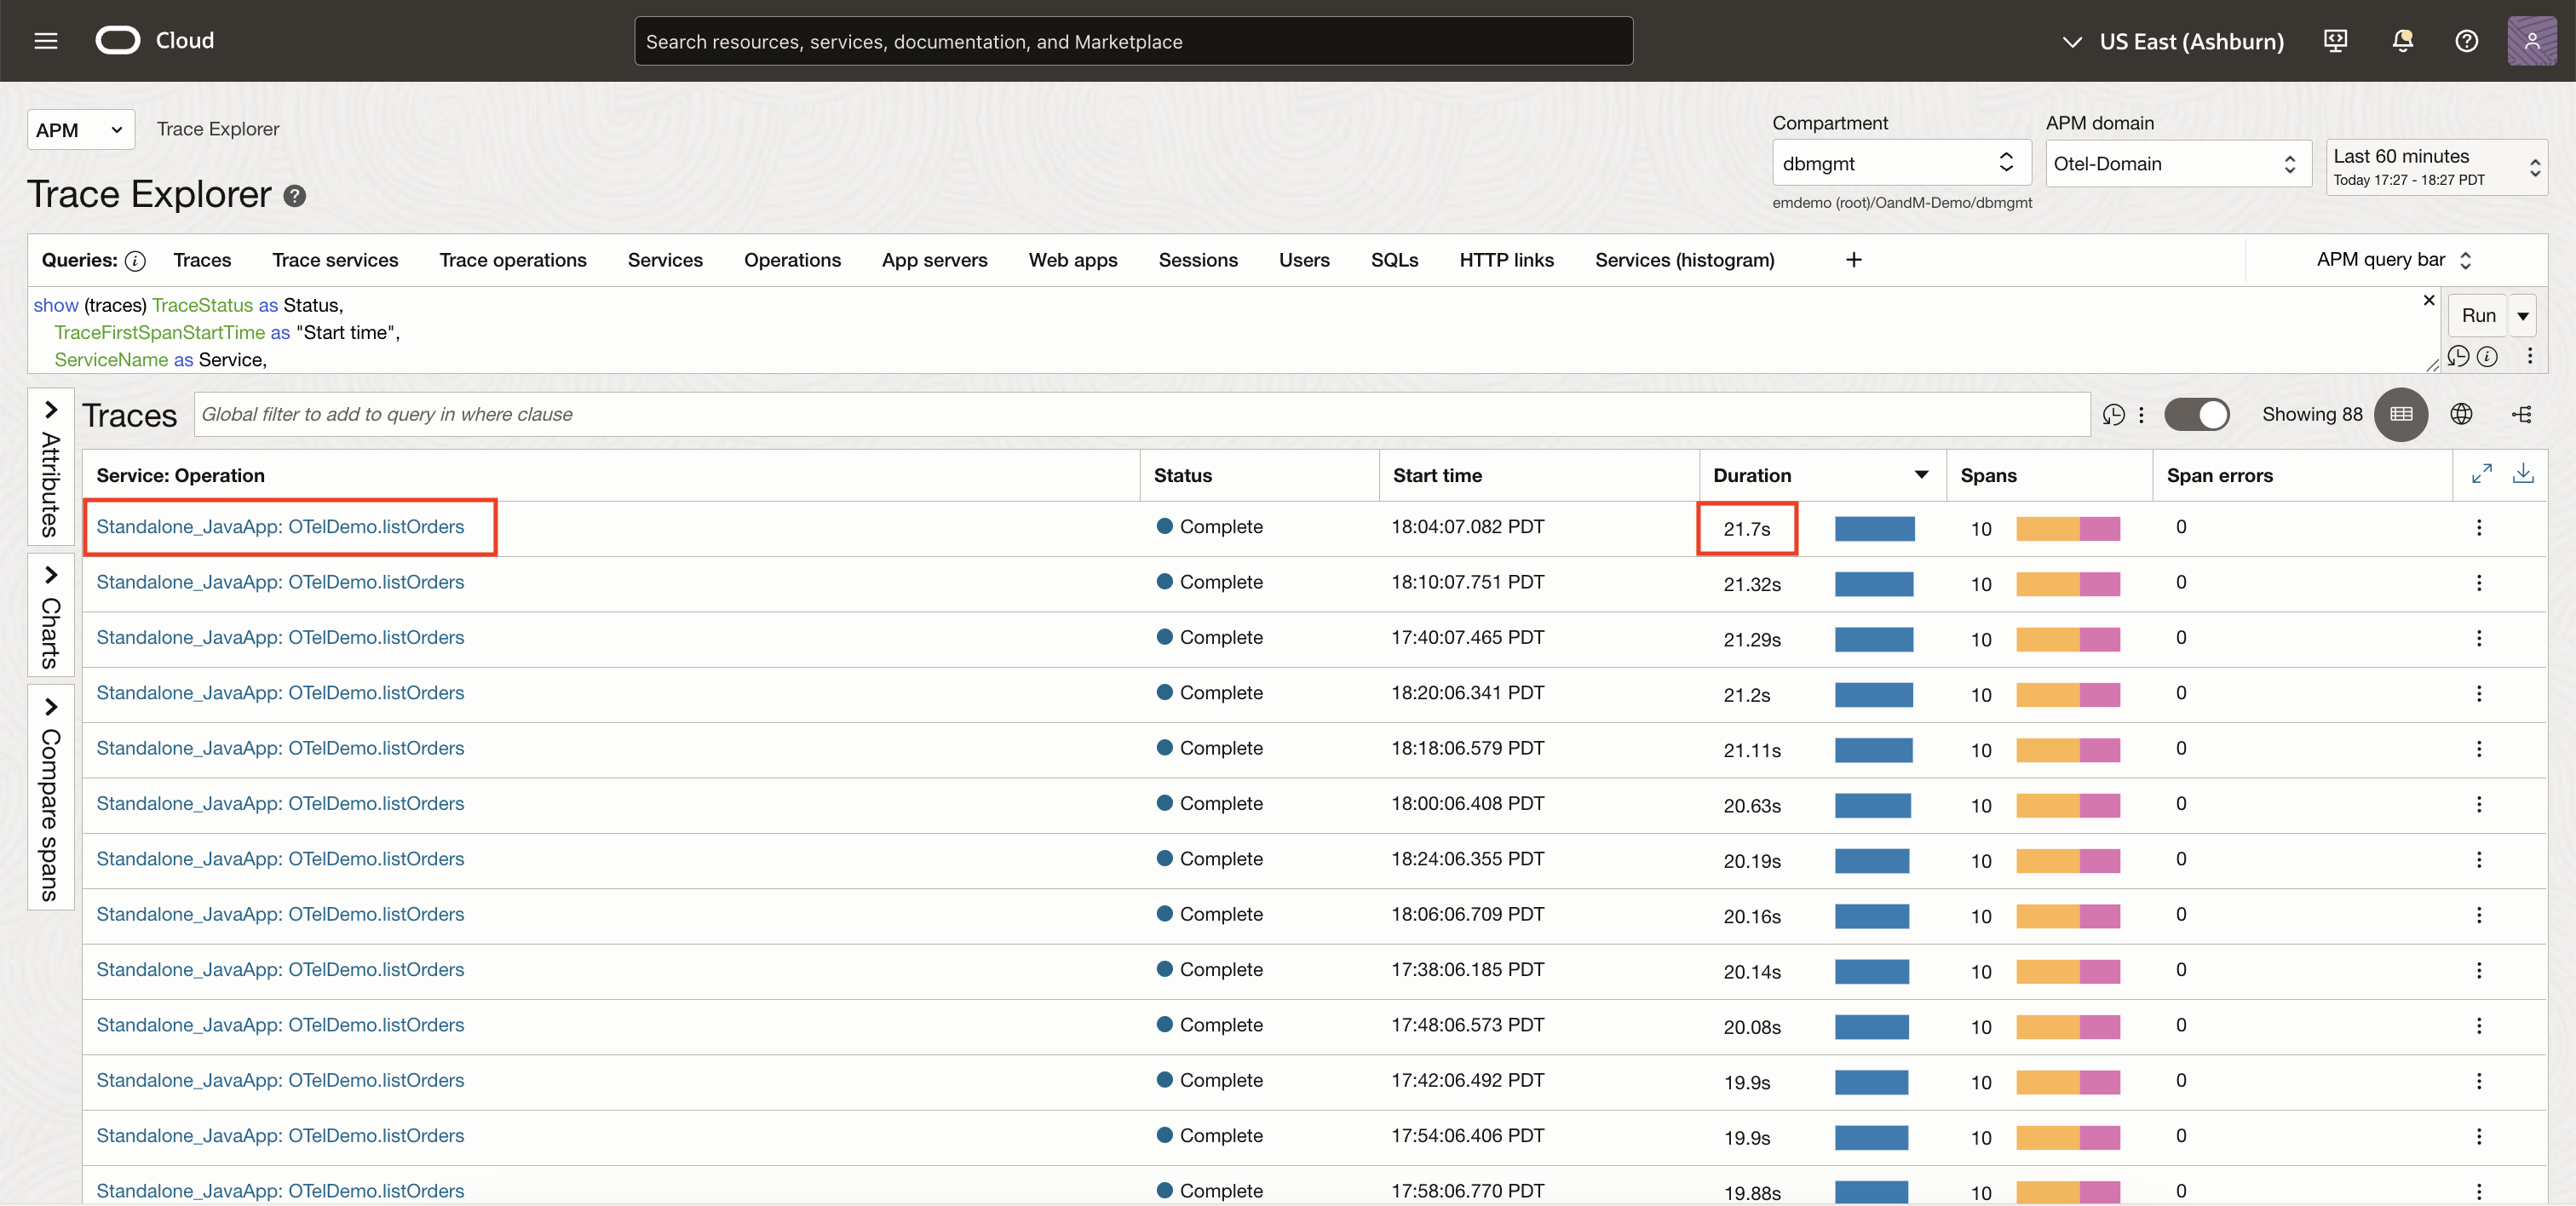 Cloud
Search resources, services, documentation, and Marketplace
US East (Ashburn)
APM
Trace Explorer
Compartment
APM domain
dbmgmt
Otel-Domain
Last 60 minutes
Today 17:27 - 18:27 PDT
emdemo (root)/OandM-Demo/dbmgmt
Trace Explorer
Queries: Traces Trace services Trace operations Services Operations App servers Web apps Sessions Users SQLs HTTP links Services (histogram) + APM query bar
show (traces) TraceStatus as Status,
TraceFirstSpanStartTime as "Start time",
ServiceName as Service,
Run
Attributes
Charts
Compare spans
Traces
Global filter to add to query in where clause
Showing 88
Service: Operation Status Start time Duration Spans Span errors
Standalone_JavaApp: OTelDemo.listOrders Complete 18:04:07.082 PDT 21.7s 10 0
Standalone_JavaApp: OTelDemo.listOrders Complete 18:10:07.751 PDT 21.32s 10 0
Standalone_JavaApp: OTelDemo.listOrders Complete 17:40:07.465 PDT 21.29s 10 0
Standalone_JavaApp: OTelDemo.listOrders Complete 18:20:06.341 PDT 21.2s 10 0
Standalone_JavaApp: OTelDemo.listOrders Complete 18:18:06.579 PDT 21.11s 10 0
Standalone_JavaApp: OTelDemo.listOrders Complete 18:00:06.408 PDT 20.63s 10 0
Standalone_JavaApp: OTelDemo.listOrders Complete 18:24:06.355 PDT 20.19s 10 0
Standalone_JavaApp: OTelDemo.listOrders Complete 18:06:06.709 PDT 20.16s 10 0
Standalone_JavaApp: OTelDemo.listOrders Complete 17:38:06.185 PDT 20.14s 10 0
Standalone_JavaApp: OTelDemo.listOrders Complete 17:48:06.573 PDT 20.08s 10 0
Standalone_JavaApp: OTelDemo.listOrders Complete 17:42:06.492 PDT 19.9s 10 0
Standalone_JavaApp: OTelDemo.listOrders Complete 17:54:06.406 PDT 19.9s 10 0
Standalone_JavaApp: OTelDemo.listOrders Complete 17:58:06.770 PDT 19.88s 10 0